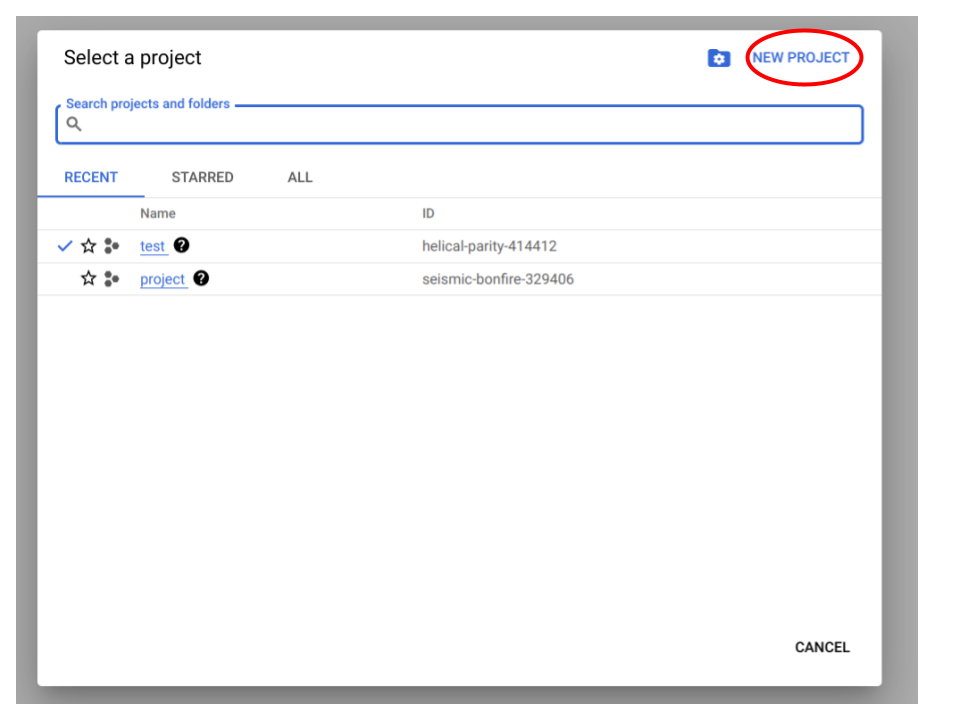 Select a project
NEW PROJECT
Search projects and folders
RECENT STARRED ALL
Name ID
test ? helical-parity-414412
project ? seismic-bonfire-329406
CANCEL